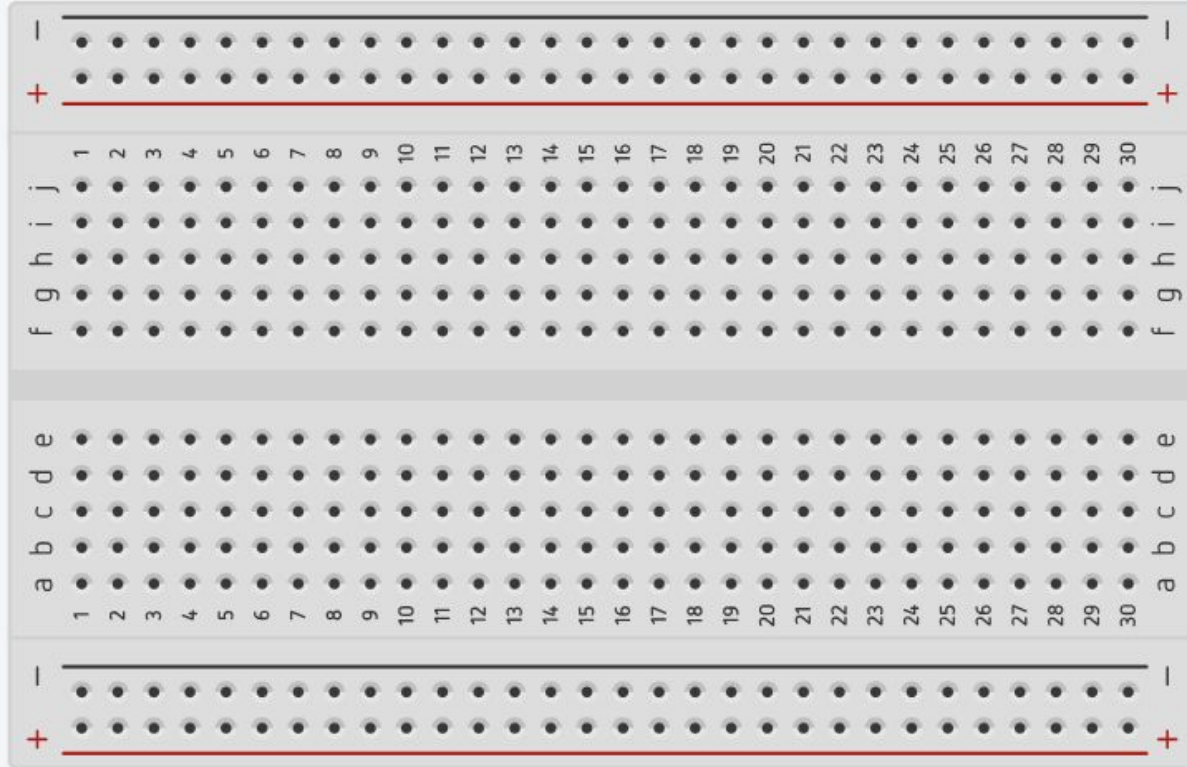 − −
+ +
1 2 3 4 5 6 7 8 9 10 11 12 13 14 15 16 17 18 19 20 21 22 23 24 25 26 27 28 29 30
j j
i i
h h
g g
f f
e e
d d
c c
b b
a a
1 2 3 4 5 6 7 8 9 10 11 12 13 14 15 16 17 18 19 20 21 22 23 24 25 26 27 28 29 30
− −
+ +